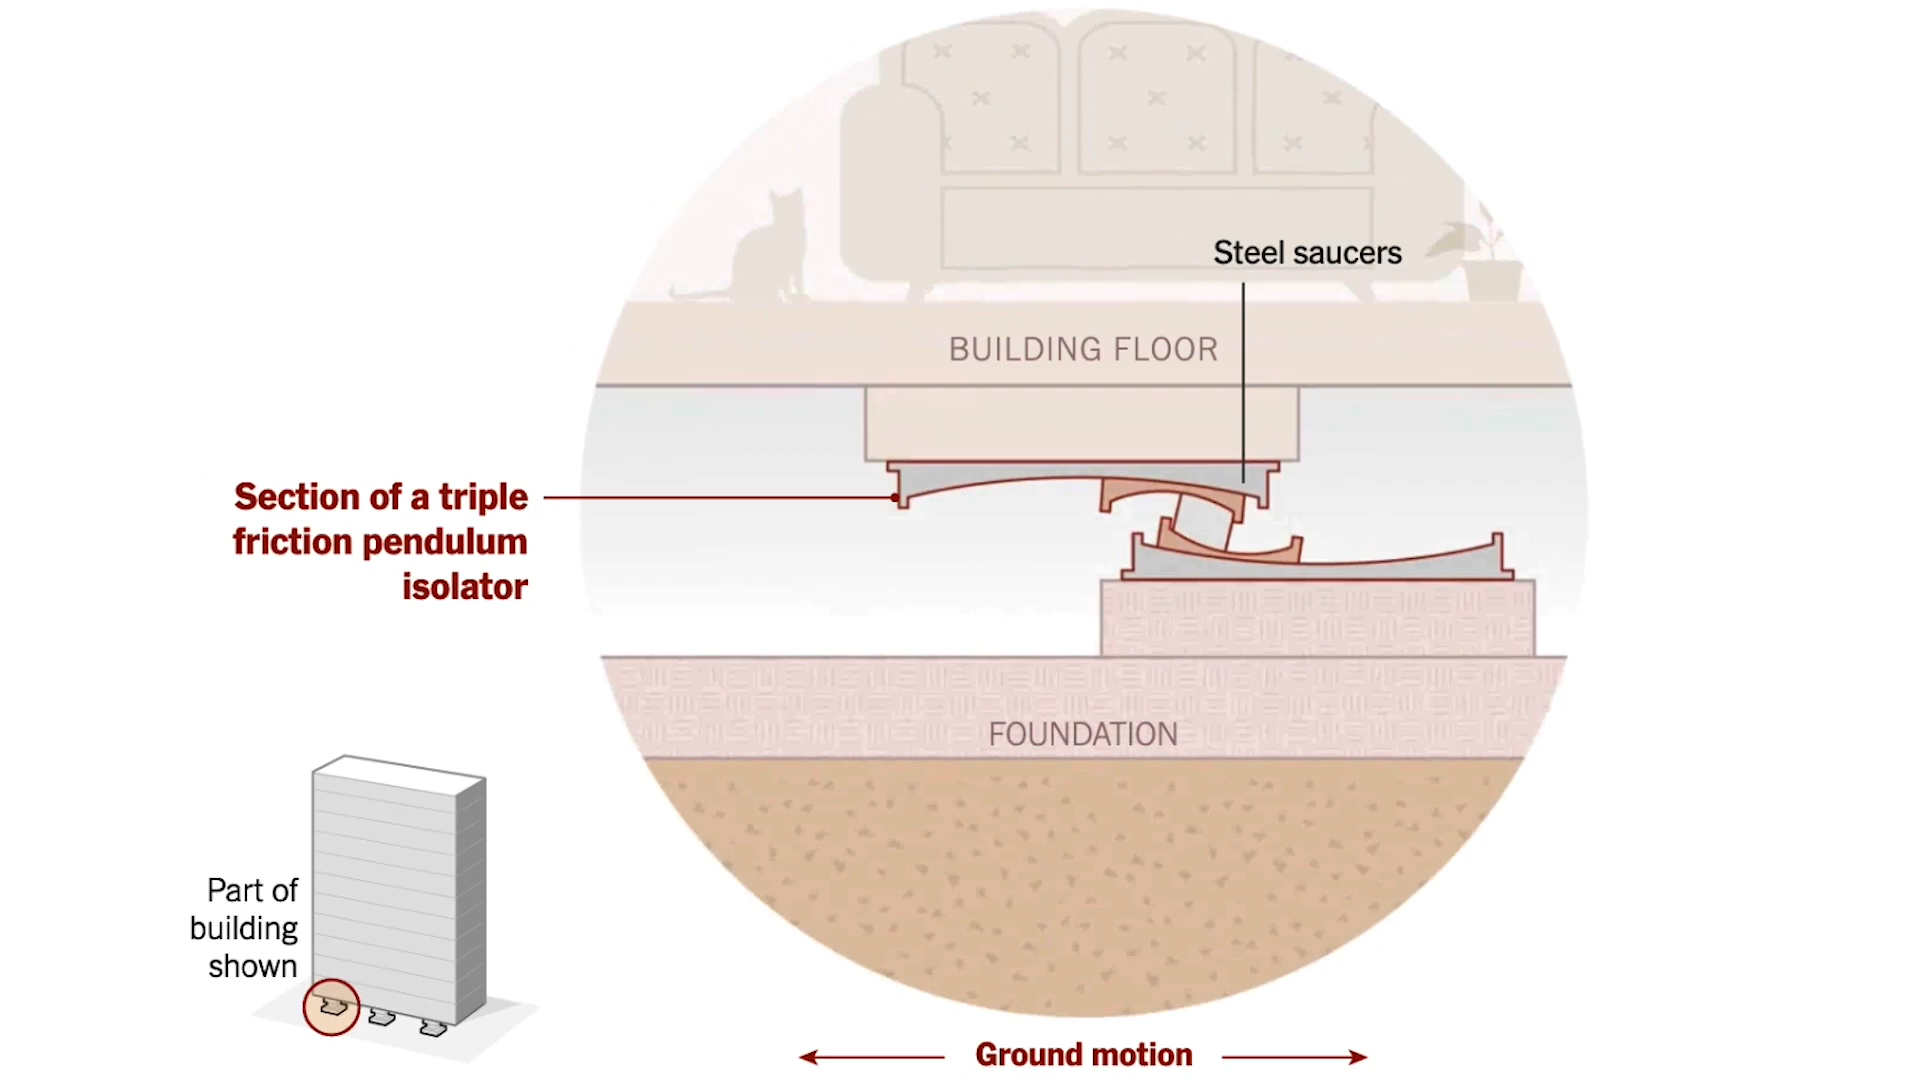 Steel saucers
BUILDING FLOOR
Section of a triple
friction pendulum
isolator
FOUNDATION
Part of
building
shown
Ground motion